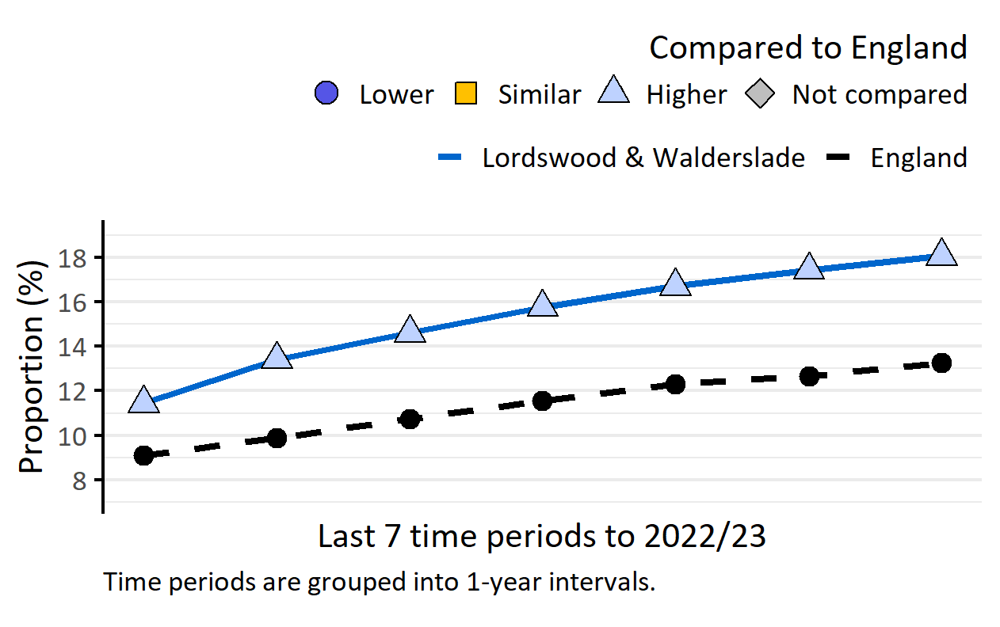 Compared to England
Lower Similar Higher Not compared
Lordswood & Walderslade England
Proportion (%)
18
16
14
12
10
8
Last 7 time periods to 2022/23
Time periods are grouped into 1-year intervals.